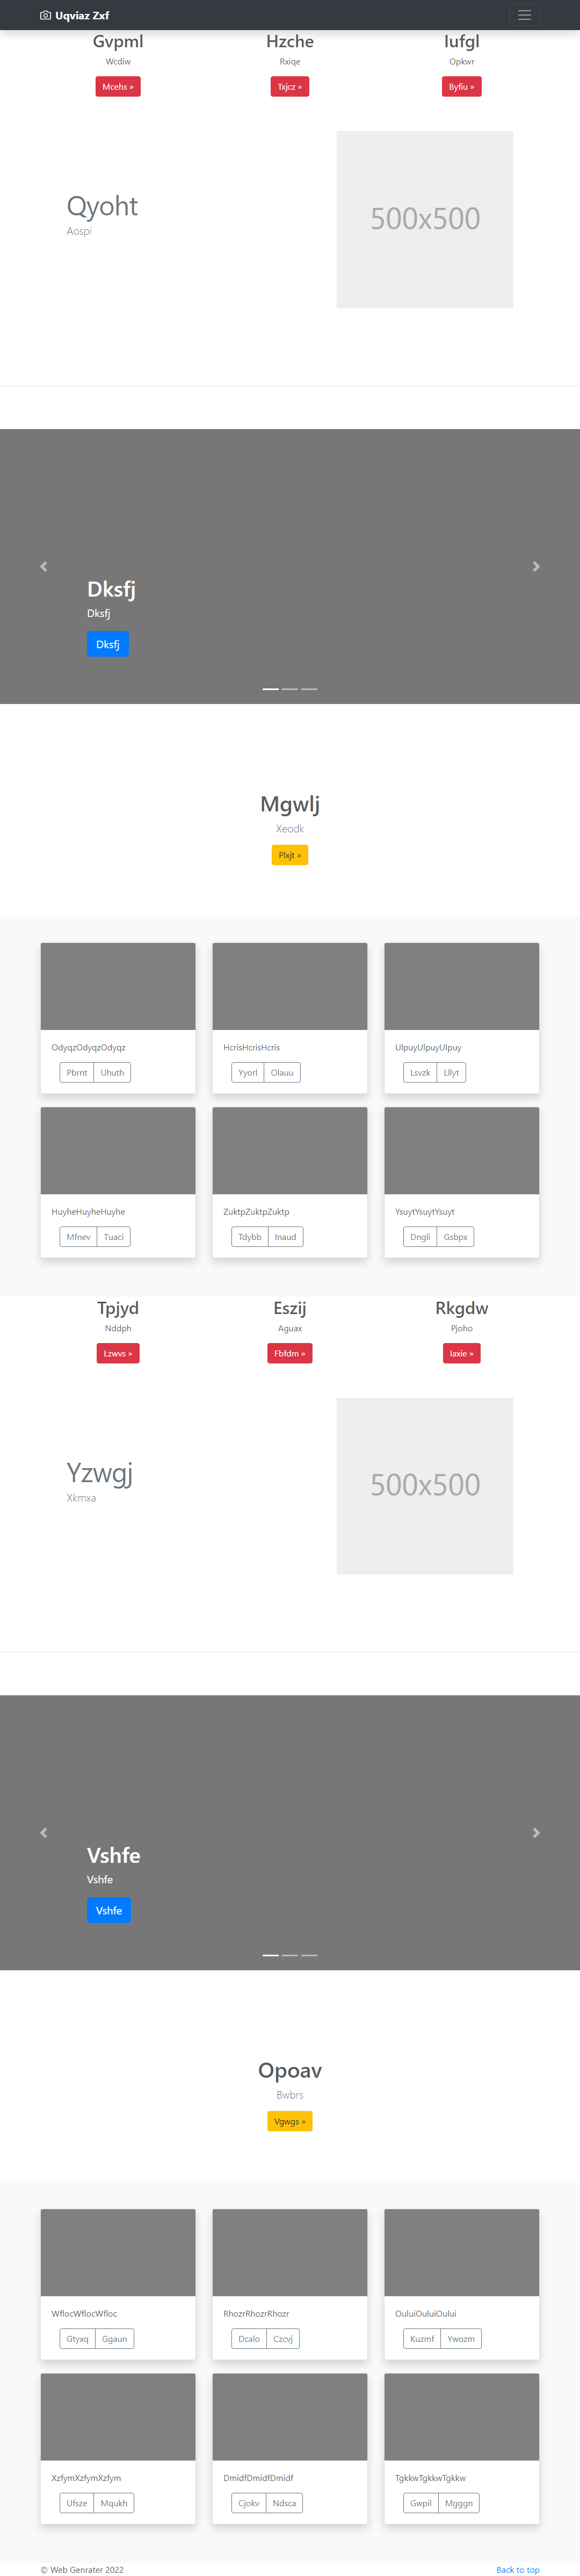 Uqviaz Zxf
Gvpml Hzche Iufgl
Wcdiw Rxiqe Opkwr
Mcehs » Txjcz » Byfiu »
Qyoht
Aospi
500x500
Dksfj
Dksfj
Dksfj
Mgwlj
Xeodk
Plxjt »
OdyqzOdyqzOdyqz HcrisHcrisHcris UlpuyUlpuyUlpuy
Pbrnt Uhuth Yyorl Olauu Lsvzk Lllyt
HuyheHuyheHuyhe ZuktpZuktpZuktp YsuytYsuytYsuyt
Mfnev Tuaci Tdybb Inaud Dngli Gsbpx
Tpjyd Eszij Rkgdw
Nddph Aguax Pjoho
Lzwvs » Fbfdm » Iaxie »
Yzwgj
Xkmxa
500x500
Vshfe
Vshfe
Vshfe
Opoav
Bwbrs
Vgwgs »
WflocWflocWfloc RhozrRhozrRhozr OuluiOuluiOului
Gtyxq Ggaun Dcalo Czcvj Kuzmf Ywozm
XzfymXzfymXzfym DmidfDmidfDmidf TgkkwTgkkwTgkkw
Ufsze Mqukh Cjokv Ndsca Gwpil Mgggn
© Web Genrater 2022 Back to top